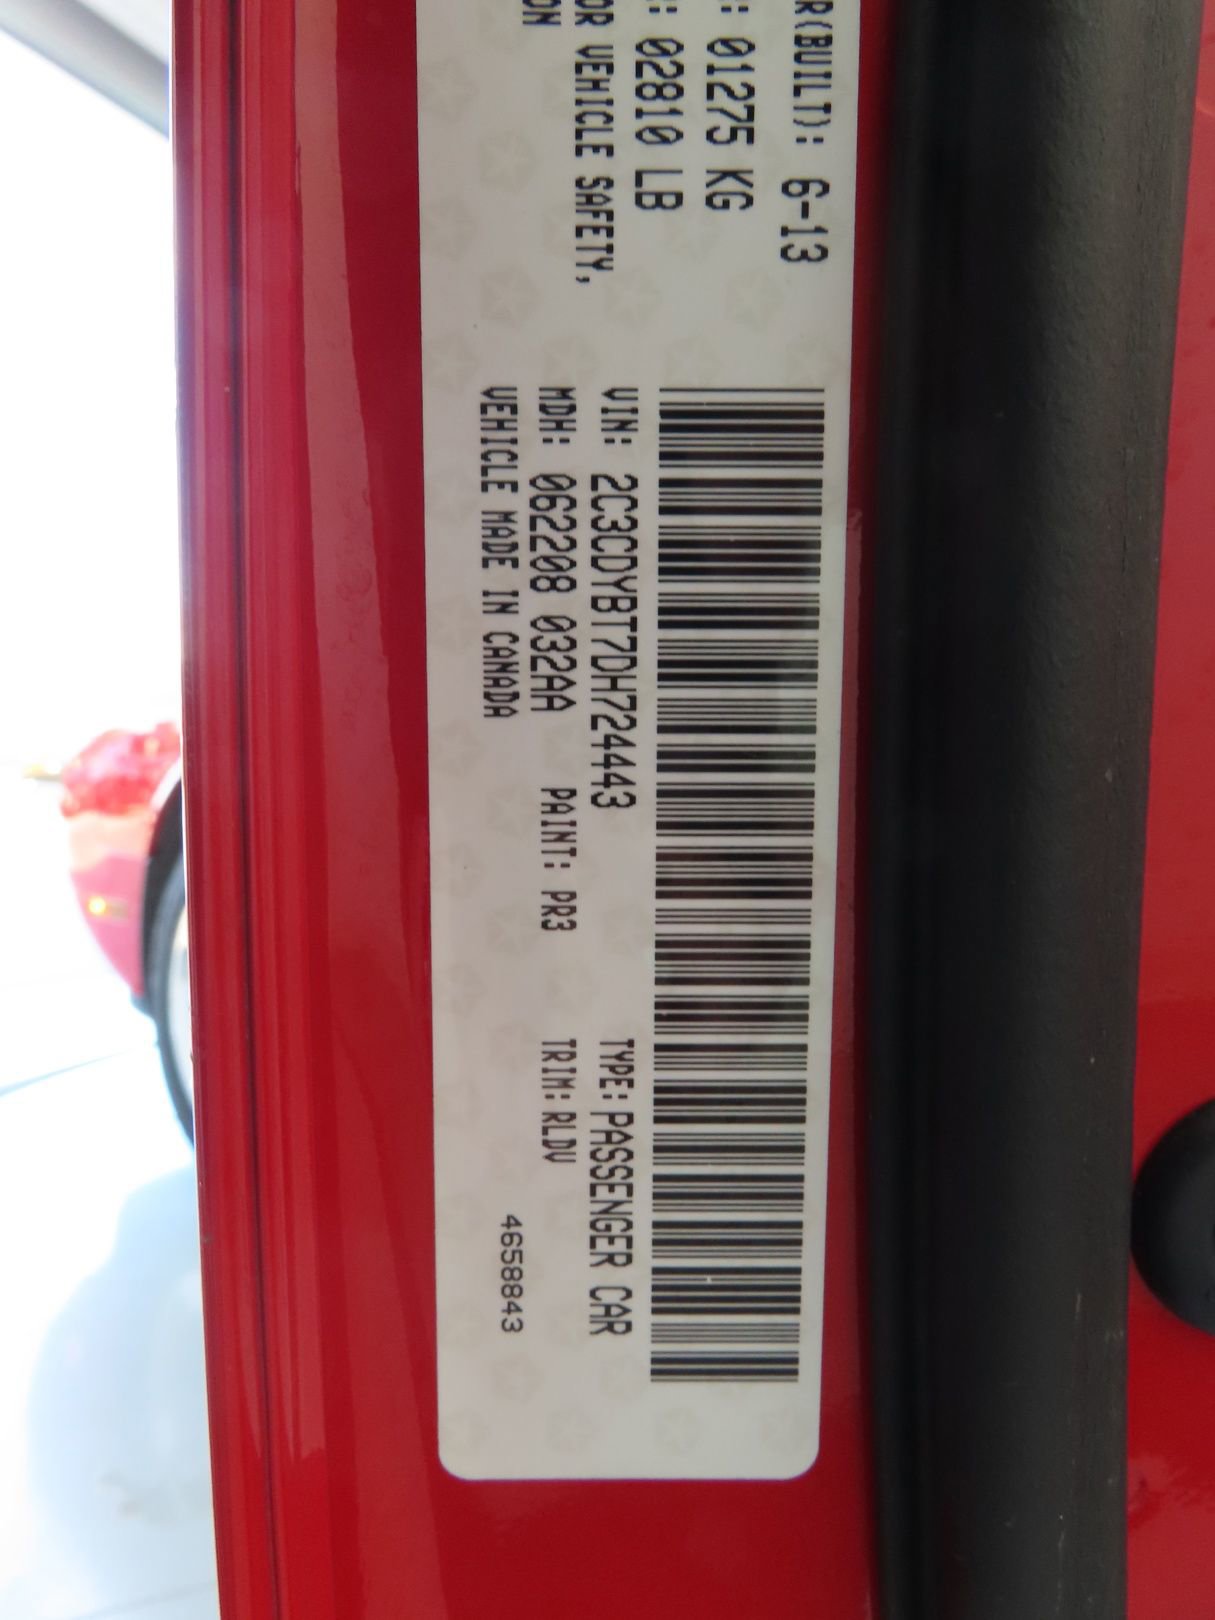 R(BUILT): 6-13
: 01275 KG
: 02810 LB
OR VEHICLE SAFETY,
ON
VIN: 2C3CDYBT7DH724443 TYPE: PASSENGER CAR
MDH: 062208 032AA PAINT: PR3 TRIM: RLDV
VEHICLE MADE IN CANADA
4658843